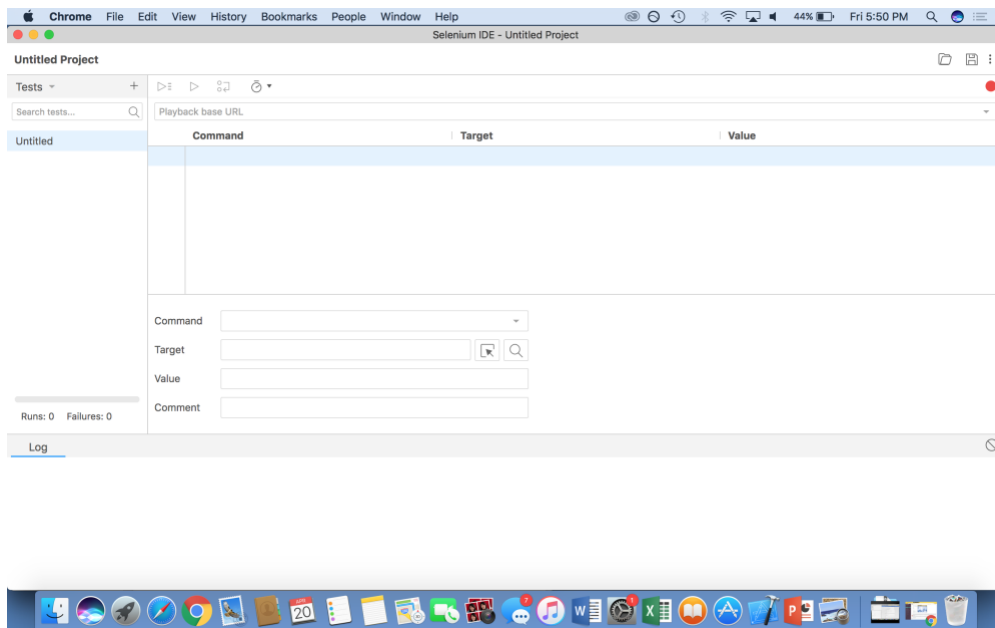 Chrome File Edit View History Bookmarks People Window Help 44% Fri 5:50 PM
Selenium IDE - Untitled Project
Untitled Project
Tests
Search tests...
Playback base URL
Command Target Value
Untitled
Command
Target
Value
Comment
Runs: 0 Failures: 0
Log
20
7
1